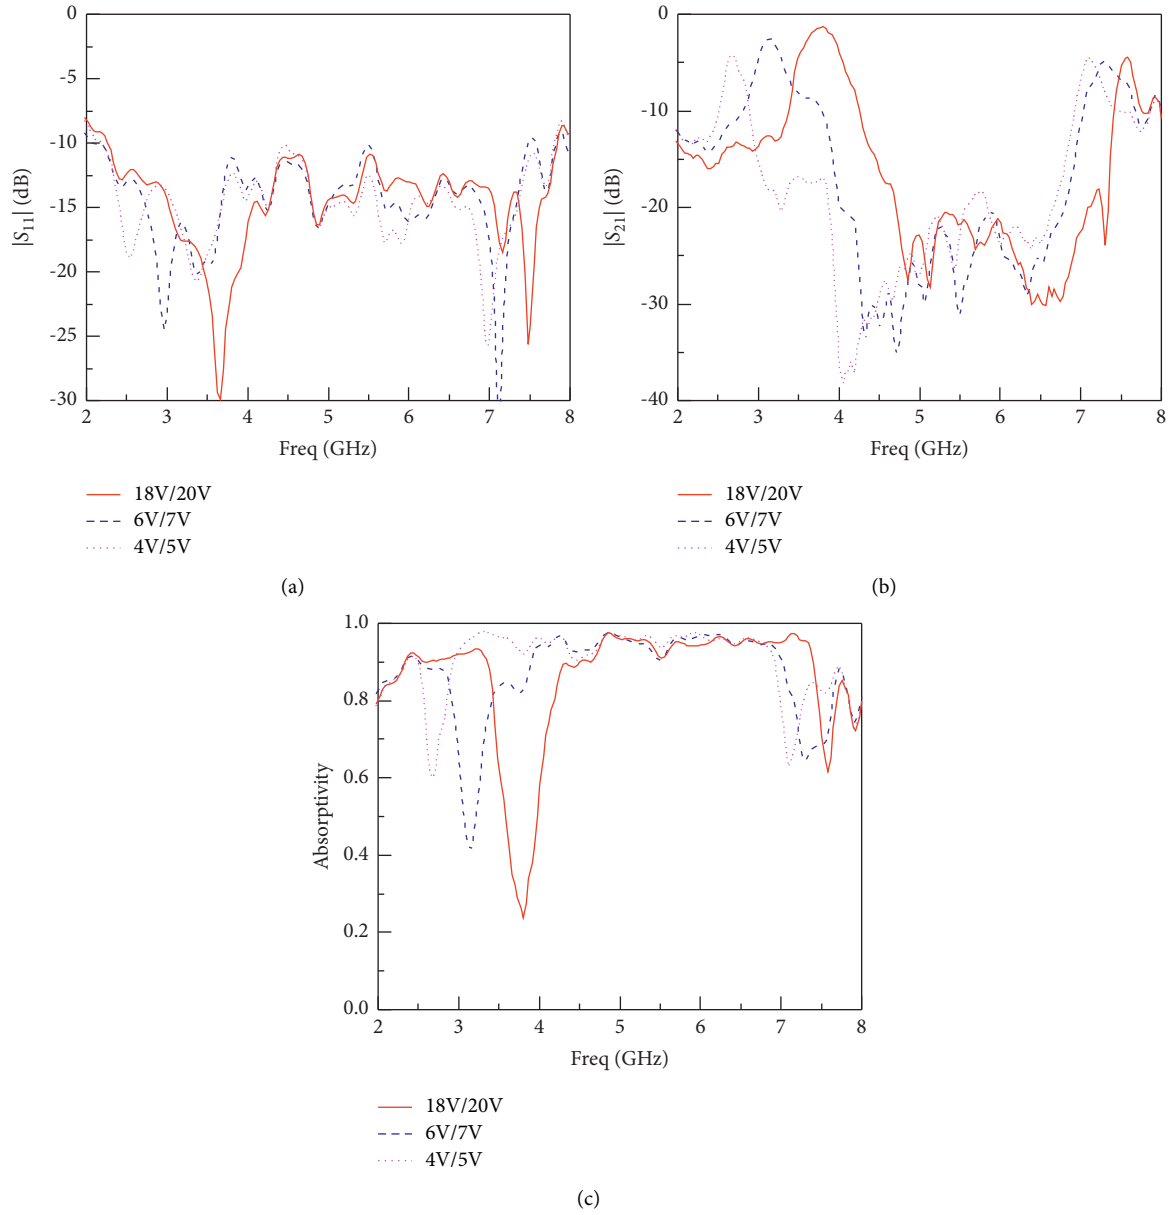 0
-5
-10
-15
-20
-25
-30
|S11| (dB)
2 3 4 5 6 7 8
Freq (GHz)
18V/20V
6V/7V
4V/5V
(a)
0
-10
-20
-30
-40
|S21| (dB)
2 3 4 5 6 7 8
Freq (GHz)
18V/20V
6V/7V
4V/5V
(b)
1.0
0.8
0.6
0.4
0.2
0.0
Absorptivity
2 3 4 5 6 7 8
Freq (GHz)
18V/20V
6V/7V
4V/5V
(c)